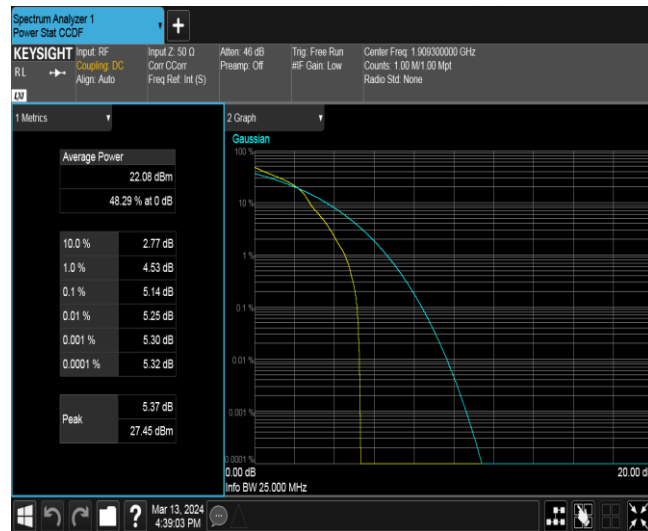 Spectrum Analyzer 1
Power Stat CCDF
+
KEYSIGHT
RL
LXI
Input: RF
Coupling: DC
Align: Auto
Input Z: 50 Ω
Corr CCorr
Freq Ref: Int (S)
Atten: 46 dB
Preamp: Off
Trig: Free Run
#IF Gain: Low
Center Freq: 1.909300000 GHz
Counts: 1.00 M/1.00 Mpt
Radio Std: None
1 Metrics
Average Power
22.08 dBm
48.29 % at 0 dB
10.0 % 2.77 dB
1.0 % 4.53 dB
0.1 % 5.14 dB
0.01 % 5.25 dB
0.001 % 5.30 dB
0.0001 % 5.32 dB
Peak
5.37 dB
27.45 dBm
2 Graph
Gaussian
100 %
10 %
1 %
0.1 %
0.01 %
0.001 %
0.0001 %
0.00 dB
20.00 d
Info BW 25.000 MHz
?
Mar 13, 2024
4:39:03 PM